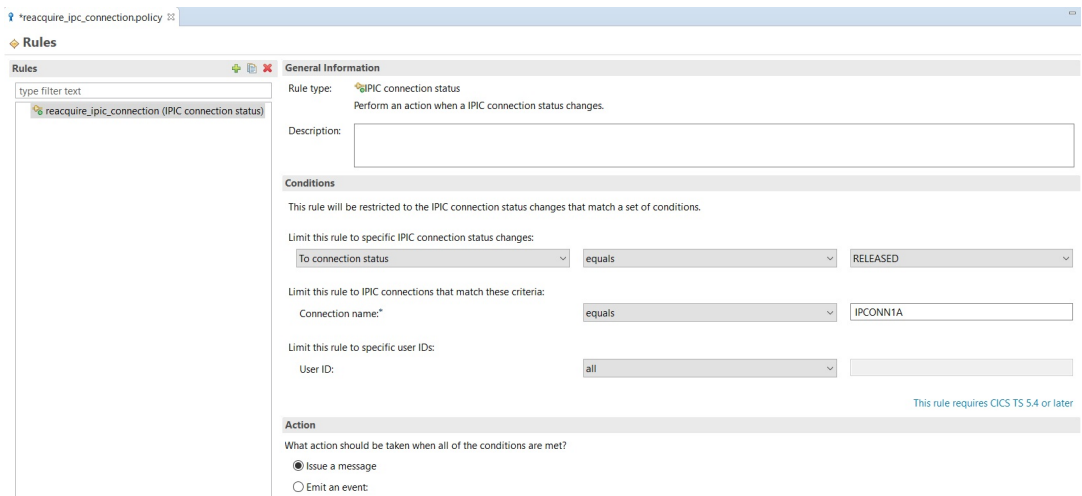 *reacquire_ipc_connection.policy
Rules
Rules
type filter text
reacquire_ipic_connection (IPIC connection status)
General Information
Rule type: IPIC connection status
Perform an action when a IPIC connection status changes.
Description:
Conditions
This rule will be restricted to the IPIC connection status changes that match a set of conditions.
Limit this rule to specific IPIC connection status changes:
To connection status equals RELEASED
Limit this rule to IPIC connections that match these criteria:
Connection name:* equals IPCONN1A
Limit this rule to specific user IDs:
User ID: all
This rule requires CICS TS 5.4 or later
Action
What action should be taken when all of the conditions are met?
Issue a message
Emit an event: